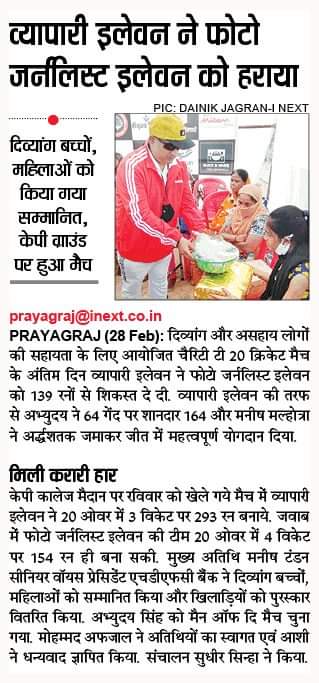 व्यापारी इलेवन ने फोटो
जर्नलिस्ट इलेवन को हराया
PIC: DAINIK JAGRAN-I NEXT
दिव्यांग बच्चों,
महिलाओं को
किया गया
सम्मानित,
केपी ग्राउंड
पर हुआ मैच
prayagraj@inext.co.in
PRAYAGRAJ (28 Feb): दिव्यांग और असहाय लोगों
की सहायता के लिए आयोजित चैरिटी टी 20 क्रिकेट मैच
के अंतिम दिन व्यापारी इलेवन ने फोटो जर्नलिस्ट इलेवन
को 139 रनों से शिकस्त दे दी. व्यापारी इलेवन की तरफ
से अभ्युदय ने 64 गेंद पर शानदार 164 और मनीष मल्होत्रा
ने अर्द्धशतक जमाकर जीत में महत्वपूर्ण योगदान दिया.
मिली करारी हार
केपी कालेज मैदान पर रविवार को खेले गये मैच में व्यापारी
इलेवन ने 20 ओवर में 3 विकेट पर 293 रन बनाये. जवाब
में फोटो जर्नलिस्ट इलेवन की टीम 20 ओवर में 4 विकेट
पर 154 रन ही बना सकी. मुख्य अतिथि मनीष टंडन
सीनियर वॉयस प्रेसिडेंट एचडीएफसी बैंक ने दिव्यांग बच्चों,
महिलाओं को सम्मानित किया और खिलाड़ियों को पुरस्कार
वितरित किया. अभ्युदय सिंह को मैन ऑफ दि मैच चुना
गया. मोहम्मद अफजाल ने अतिथियों का स्वागत एवं आशी
ने धन्यवाद ज्ञापित किया. संचालन सुधीर सिन्हा ने किया.